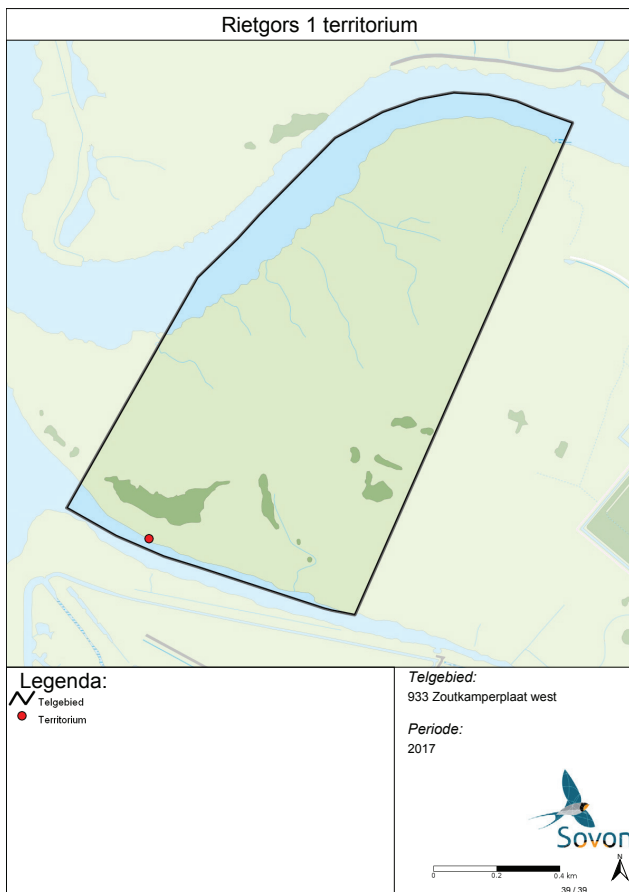 Rietgors 1 territorium
Legenda:
Telgebied
Territorium
Telgebied:
933 Zoutkamperplaat west
Periode:
2017
Sovon
N
0 0.2 0.4 km
39 / 39